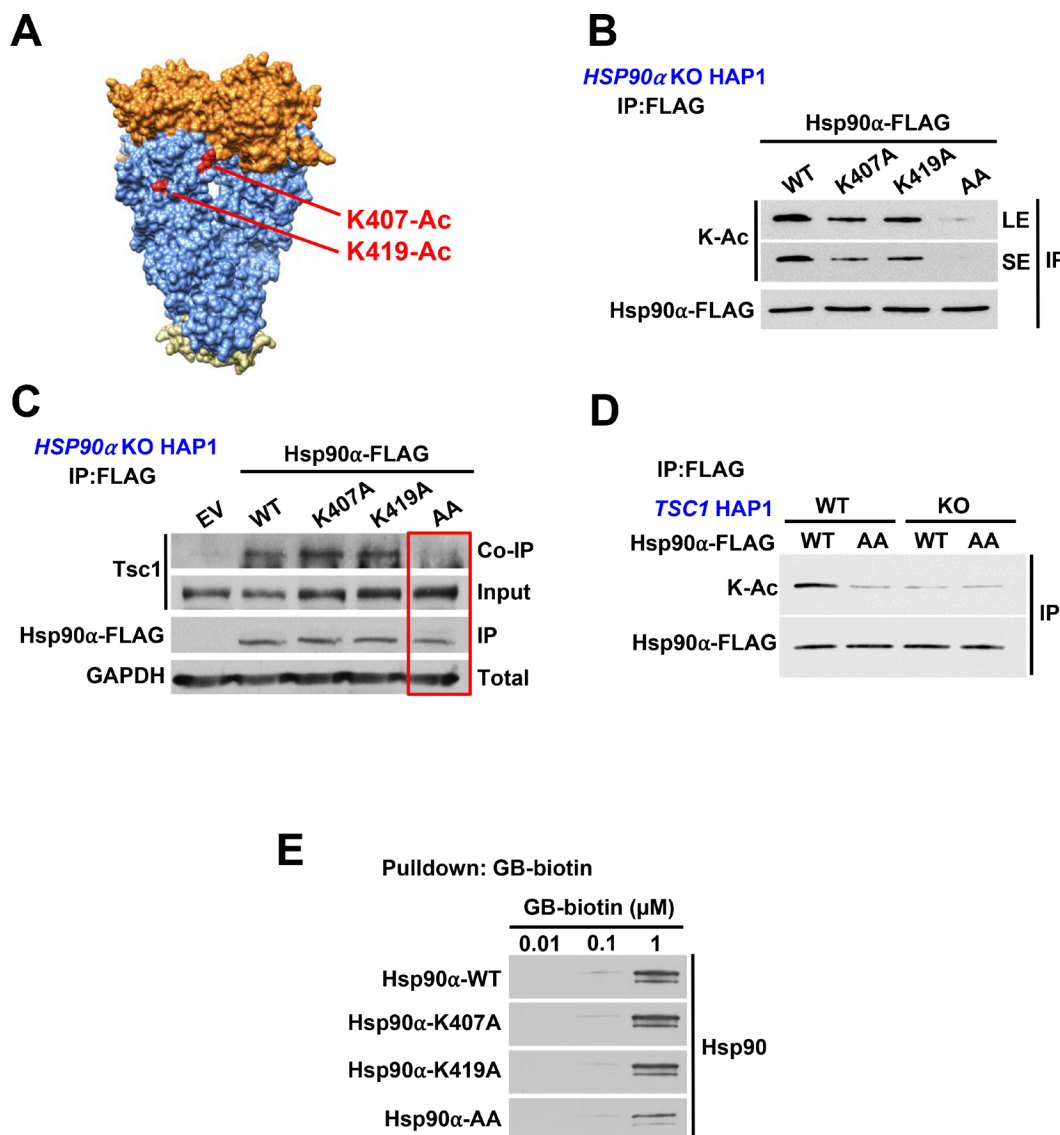 A
K407-Ac
K419-Ac
B
HSP90α KO HAP1
IP:FLAG
Hsp90α-FLAG
WT K407A K419A AA
K-Ac
LE
SE
IP
Hsp90α-FLAG
C
HSP90α KO HAP1
IP:FLAG
Hsp90α-FLAG
EV WT K407A K419A AA
Tsc1
Co-IP
Input
Hsp90α-FLAG IP
GAPDH Total
D
IP:FLAG
TSC1 HAP1 WT KO
Hsp90α-FLAG WT AA WT AA
K-Ac
Hsp90α-FLAG
IP
E
Pulldown: GB-biotin
GB-biotin (µM)
0.01 0.1 1
Hsp90α-WT
Hsp90α-K407A
Hsp90α-K419A
Hsp90α-AA
Hsp90